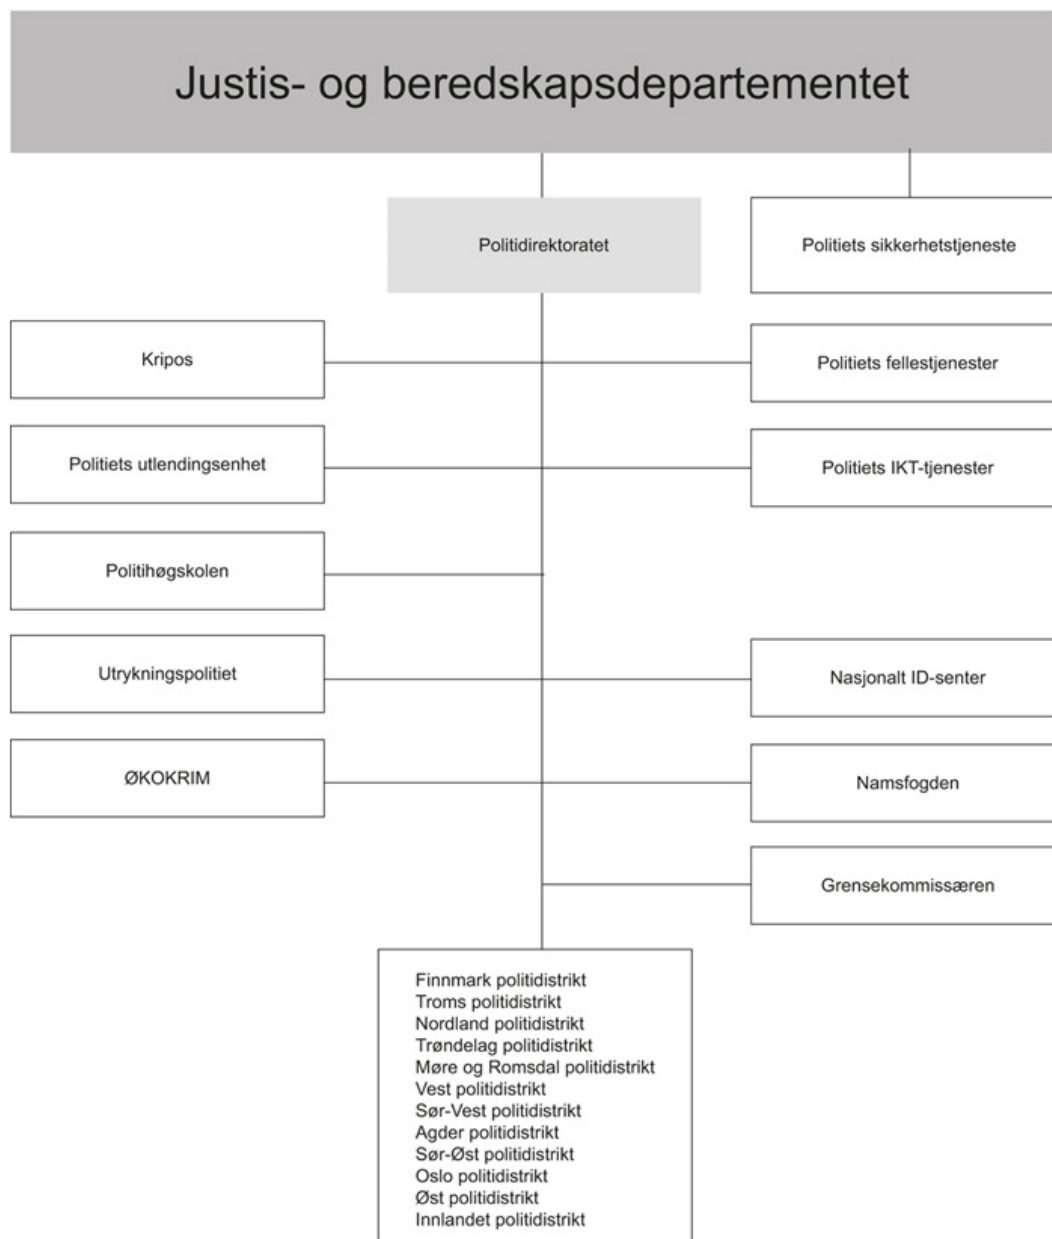 Justis- og beredskapsdepartementet
Politidirektoratet
Politiets sikkerhetstjeneste
Kripos
Politiets fellestjenester
Politiets utlendingsenhet
Politiets IKT-tjenester
Politihøgskolen
Utrykningspolitiet
Nasjonalt ID-senter
ØKOKRIM
Namsfogden
Grensekommissæren
Finnmark politidistrikt
Troms politidistrikt
Nordland politidistrikt
Trøndelag politidistrikt
Møre og Romsdal politidistrikt
Vest politidistrikt
Sør-Vest politidistrikt
Agder politidistrikt
Sør-Øst politidistrikt
Oslo politidistrikt
Øst politidistrikt
Innlandet politidistrikt